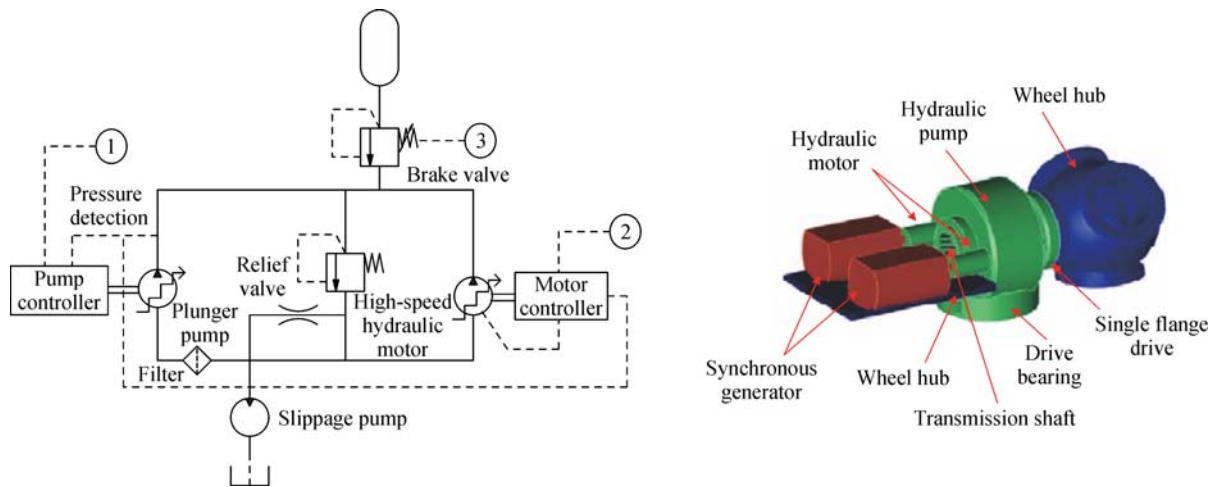 1
3
Brake valve
Pressure
detection
2
Pump
controller
Relief
valve
Plunger
pump
High-speed
hydraulic
motor
Motor
controller
Filter
Slippage pump
Wheel hub
Hydraulic
pump
Hydraulic
motor
Synchronous
generator
Wheel hub
Transmission shaft
Drive
bearing
Single flange
drive